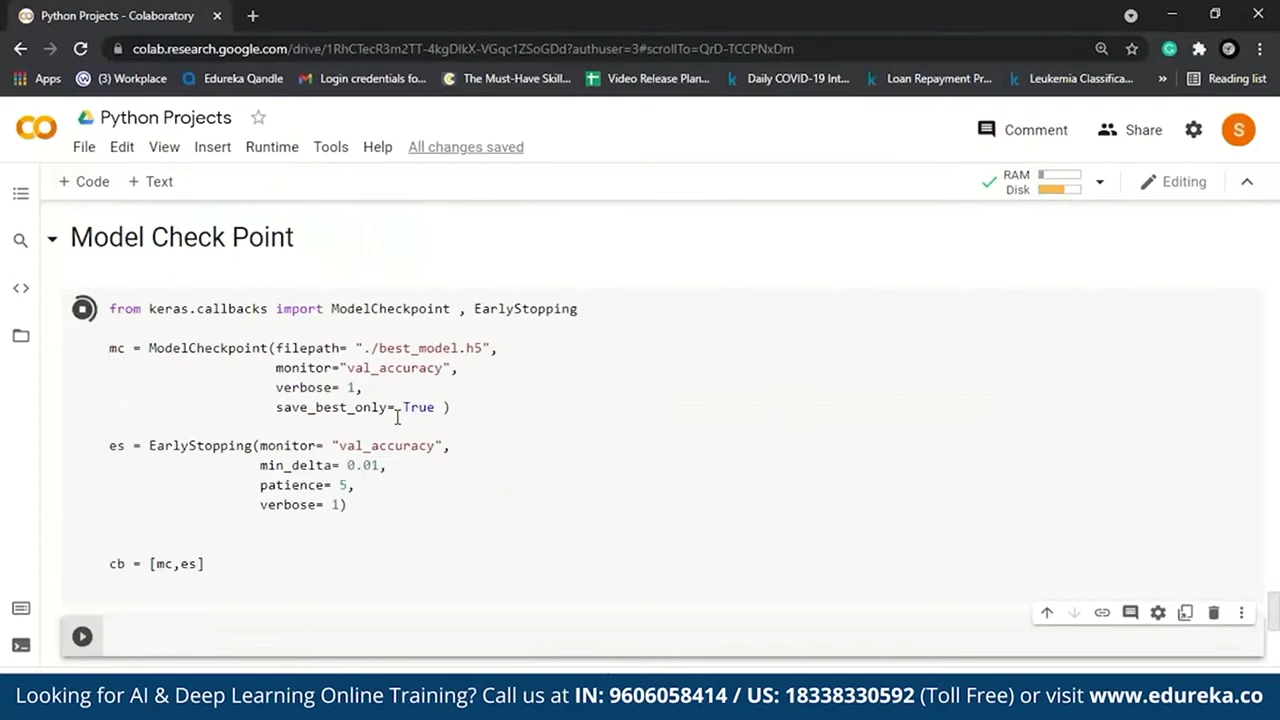 Python Projects - Colaboratory
colab.research.google.com/drive/1RhCTecR3m2TT-4kgDIkX-VGqc1ZSoGDd?authuser=3#scrollTo=QrD-TCCPNxDm
Apps
(3) Workplace
Edureka Qandle
Login credentials fo...
The Must-Have Skill...
Video Release Plan...
Daily COVID-19 Int...
Loan Repayment Pr...
Leukemia Classifica...
»
Reading list
Python Projects
Comment
Share
S
File Edit View Insert Runtime Tools Help All changes saved
+ Code + Text
RAM
Disk
Editing
Model Check Point
from keras.callbacks import ModelCheckpoint , EarlyStopping
mc = ModelCheckpoint(filepath= "./best_model.h5",
monitor="val_accuracy",
verbose= 1,
save_best_only= True )
es = EarlyStopping(monitor= "val_accuracy",
min_delta= 0.01,
patience= 5,
verbose= 1)
cb = [mc,es]
Looking for AI & Deep Learning Online Training? Call us at IN: 9606058414 / US: 18338330592 (Toll Free) or visit www.edureka.co